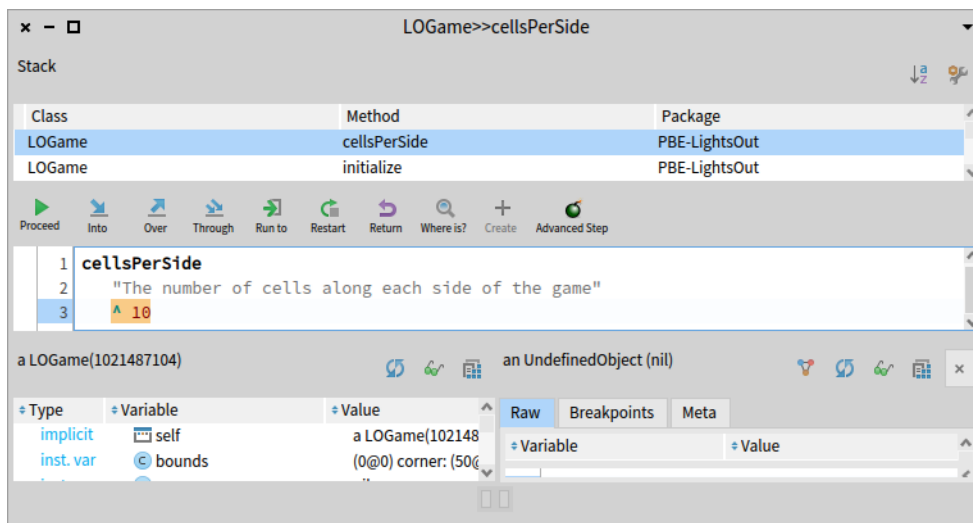 LOGame>>cellsPerSide
Stack
Class Method Package
LOGame cellsPerSide PBE-LightsOut
LOGame initialize PBE-LightsOut
Proceed Into Over Through Run to Restart Return Where is? Create Advanced Step
1 cellsPerSide
2 "The number of cells along each side of the game"
3 ^ 10
a LOGame(1021487104) an UndefinedObject (nil)
Type Variable Value Raw Breakpoints Meta
implicit self a LOGame(102148 Variable Value
inst. var bounds (0@0) corner: (50@